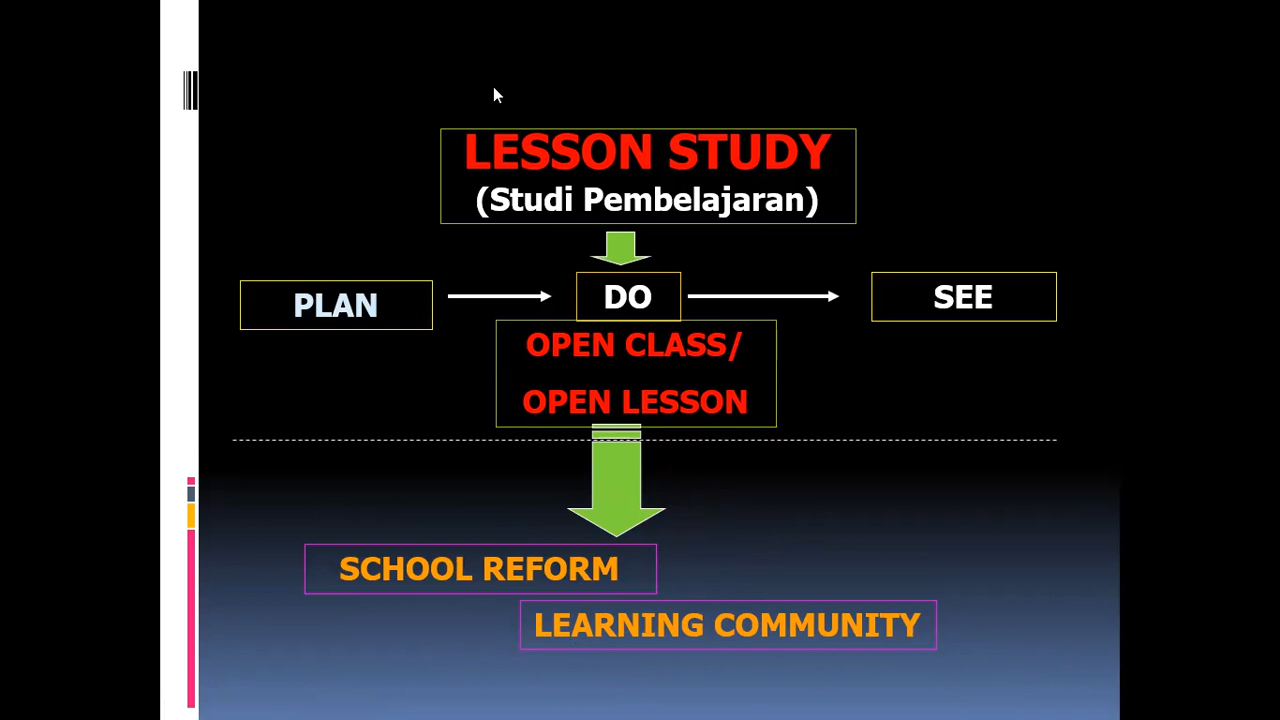 LESSON STUDY
(Studi Pembelajaran)
PLAN
DO
SEE
OPEN CLASS/
OPEN LESSON
SCHOOL REFORM
LEARNING COMMUNITY